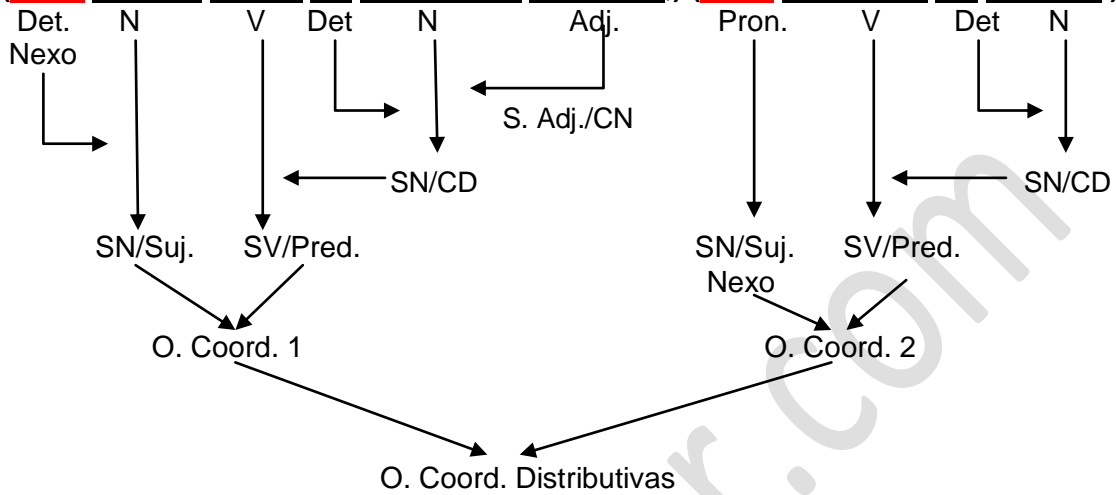 Det. N V Det N Adj. Pron. V Det N
Nexo
S. Adj./CN
SN/CD SN/CD
SN/Suj. SV/Pred. SN/Suj. SV/Pred.
Nexo
O. Coord. 1 O. Coord. 2
O. Coord. Distributivas
r.com